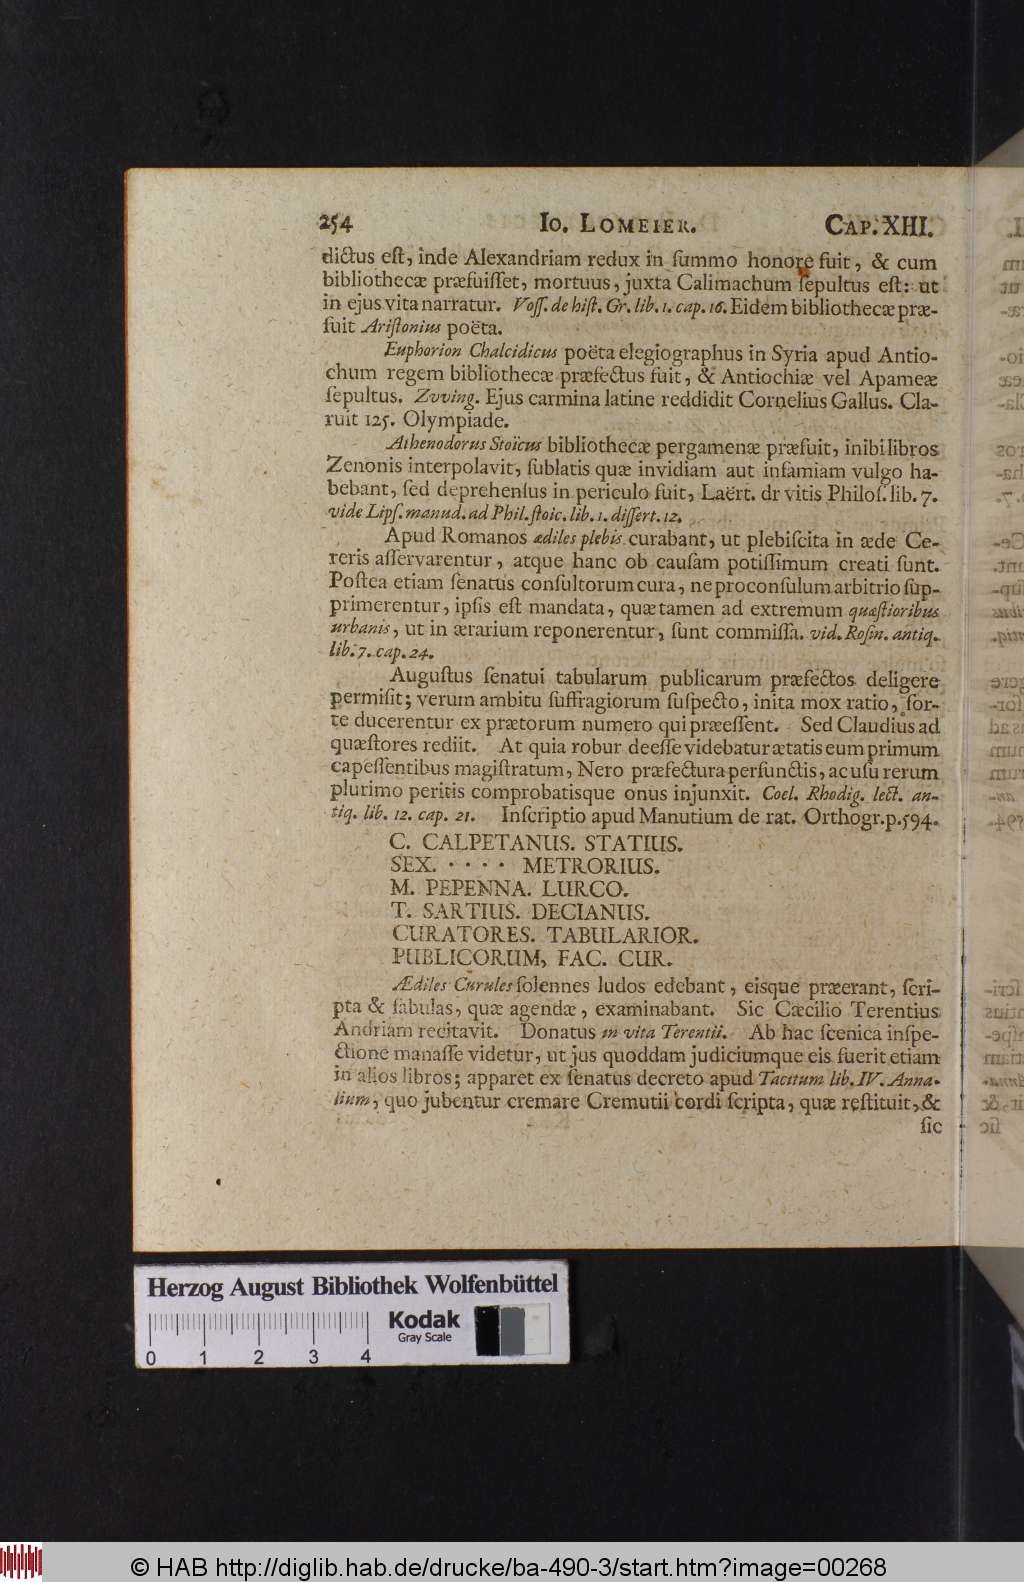 254 Io. Lomeier. Cap. XIII.
dictus eſt, inde Alexandriam redux in ſummo honore fuit, & cum
bibliothecæ præfuiſſet, mortuus, juxta Calimachum ſepultus eſt: ut
in ejus vita narratur. Voſſ. de hiſt. Gr. lib. 1. cap. 16. Eidem bibliothecæ præ-
fuit Ariſtonius poëta.
Euphorion Chalcidicus poëta elegiographus in Syria apud Antio-
chum regem bibliothecæ præfectus fuit, & Antiochiæ vel Apameæ
ſepultus. Zvving. Ejus carmina latine reddidit Cornelius Gallus. Cla-
ruit 125. Olympiade.
Athenodorus Stoicus bibliothecæ pergamenæ præfuit, inibi libros
Zenonis interpolavit, ſublatis quæ invidiam aut infamiam vulgo ha-
bebant, ſed deprehenſus in periculo fuit, Laërt. dr vitis Philoſ. lib. 7.
vide Lipſ. manud. ad Phil. ſtoic. lib. 1. diſſert. 12.
Apud Romanos ædiles plebis curabant, ut plebiſcita in æde Ce-
reris aſſervarentur, atque hanc ob cauſam potiſſimum creati ſunt.
Poſtea etiam ſenatus conſultorum cura, ne proconſulum arbitrio ſup-
primerentur, ipſis eſt mandata, quæ tamen ad extremum quæſtioribus
urbanis, ut in ærarium reponerentur, ſunt commiſſa. vid. Roſin. antiq.
lib. 7. cap. 24.
Auguſtus ſenatui tabularum publicarum præfectos deligere
permiſit; verum ambitu ſuffragiorum ſuſpecto, inita mox ratio, ſor-
te ducerentur ex prætorum numero qui præeſſent. Sed Claudius ad
quæſtores rediit. At quia robur deeſſe videbatur ætatis eum primum
capeſſentibus magiſtratum, Nero præfectura perfunctis, ac uſu rerum
plurimo peritis comprobatisque onus injunxit. Coel. Rhodig. lect. an-
tiq. lib. 12. cap. 21. Inſcriptio apud Manutium de rat. Orthogr. p. 594.
C. CALPETANUS. STATIUS.
SEX. · · · · METRORIUS.
M. PEPENNA. LURCO.
T. SARTIUS. DECIANUS.
CURATORES. TABULARIOR.
PUBLICORUM, FAC. CUR.
Ædiles Curules ſolennes ludos edebant, eisque præerant, ſcri-
pta & fabulas, quæ agendæ, examinabant. Sic Cæcilio Terentius
Andriam recitavit. Donatus in vita Terentii. Ab hac ſcenica inſpe-
ctione manaſſe videtur, ut jus quoddam judiciumque eis fuerit etiam
in alios libros; apparet ex ſenatus decreto apud Tacitum lib. IV. Anna-
lium, quo jubentur cremare Cremutii cordi ſcripta, quæ reſtituit, &
ſic
Herzog August Bibliothek Wolfenbüttel
Kodak
Gray Scale
0 1 2 3 4
© HAB http://diglib.hab.de/drucke/ba-490-3/start.htm?image=00268